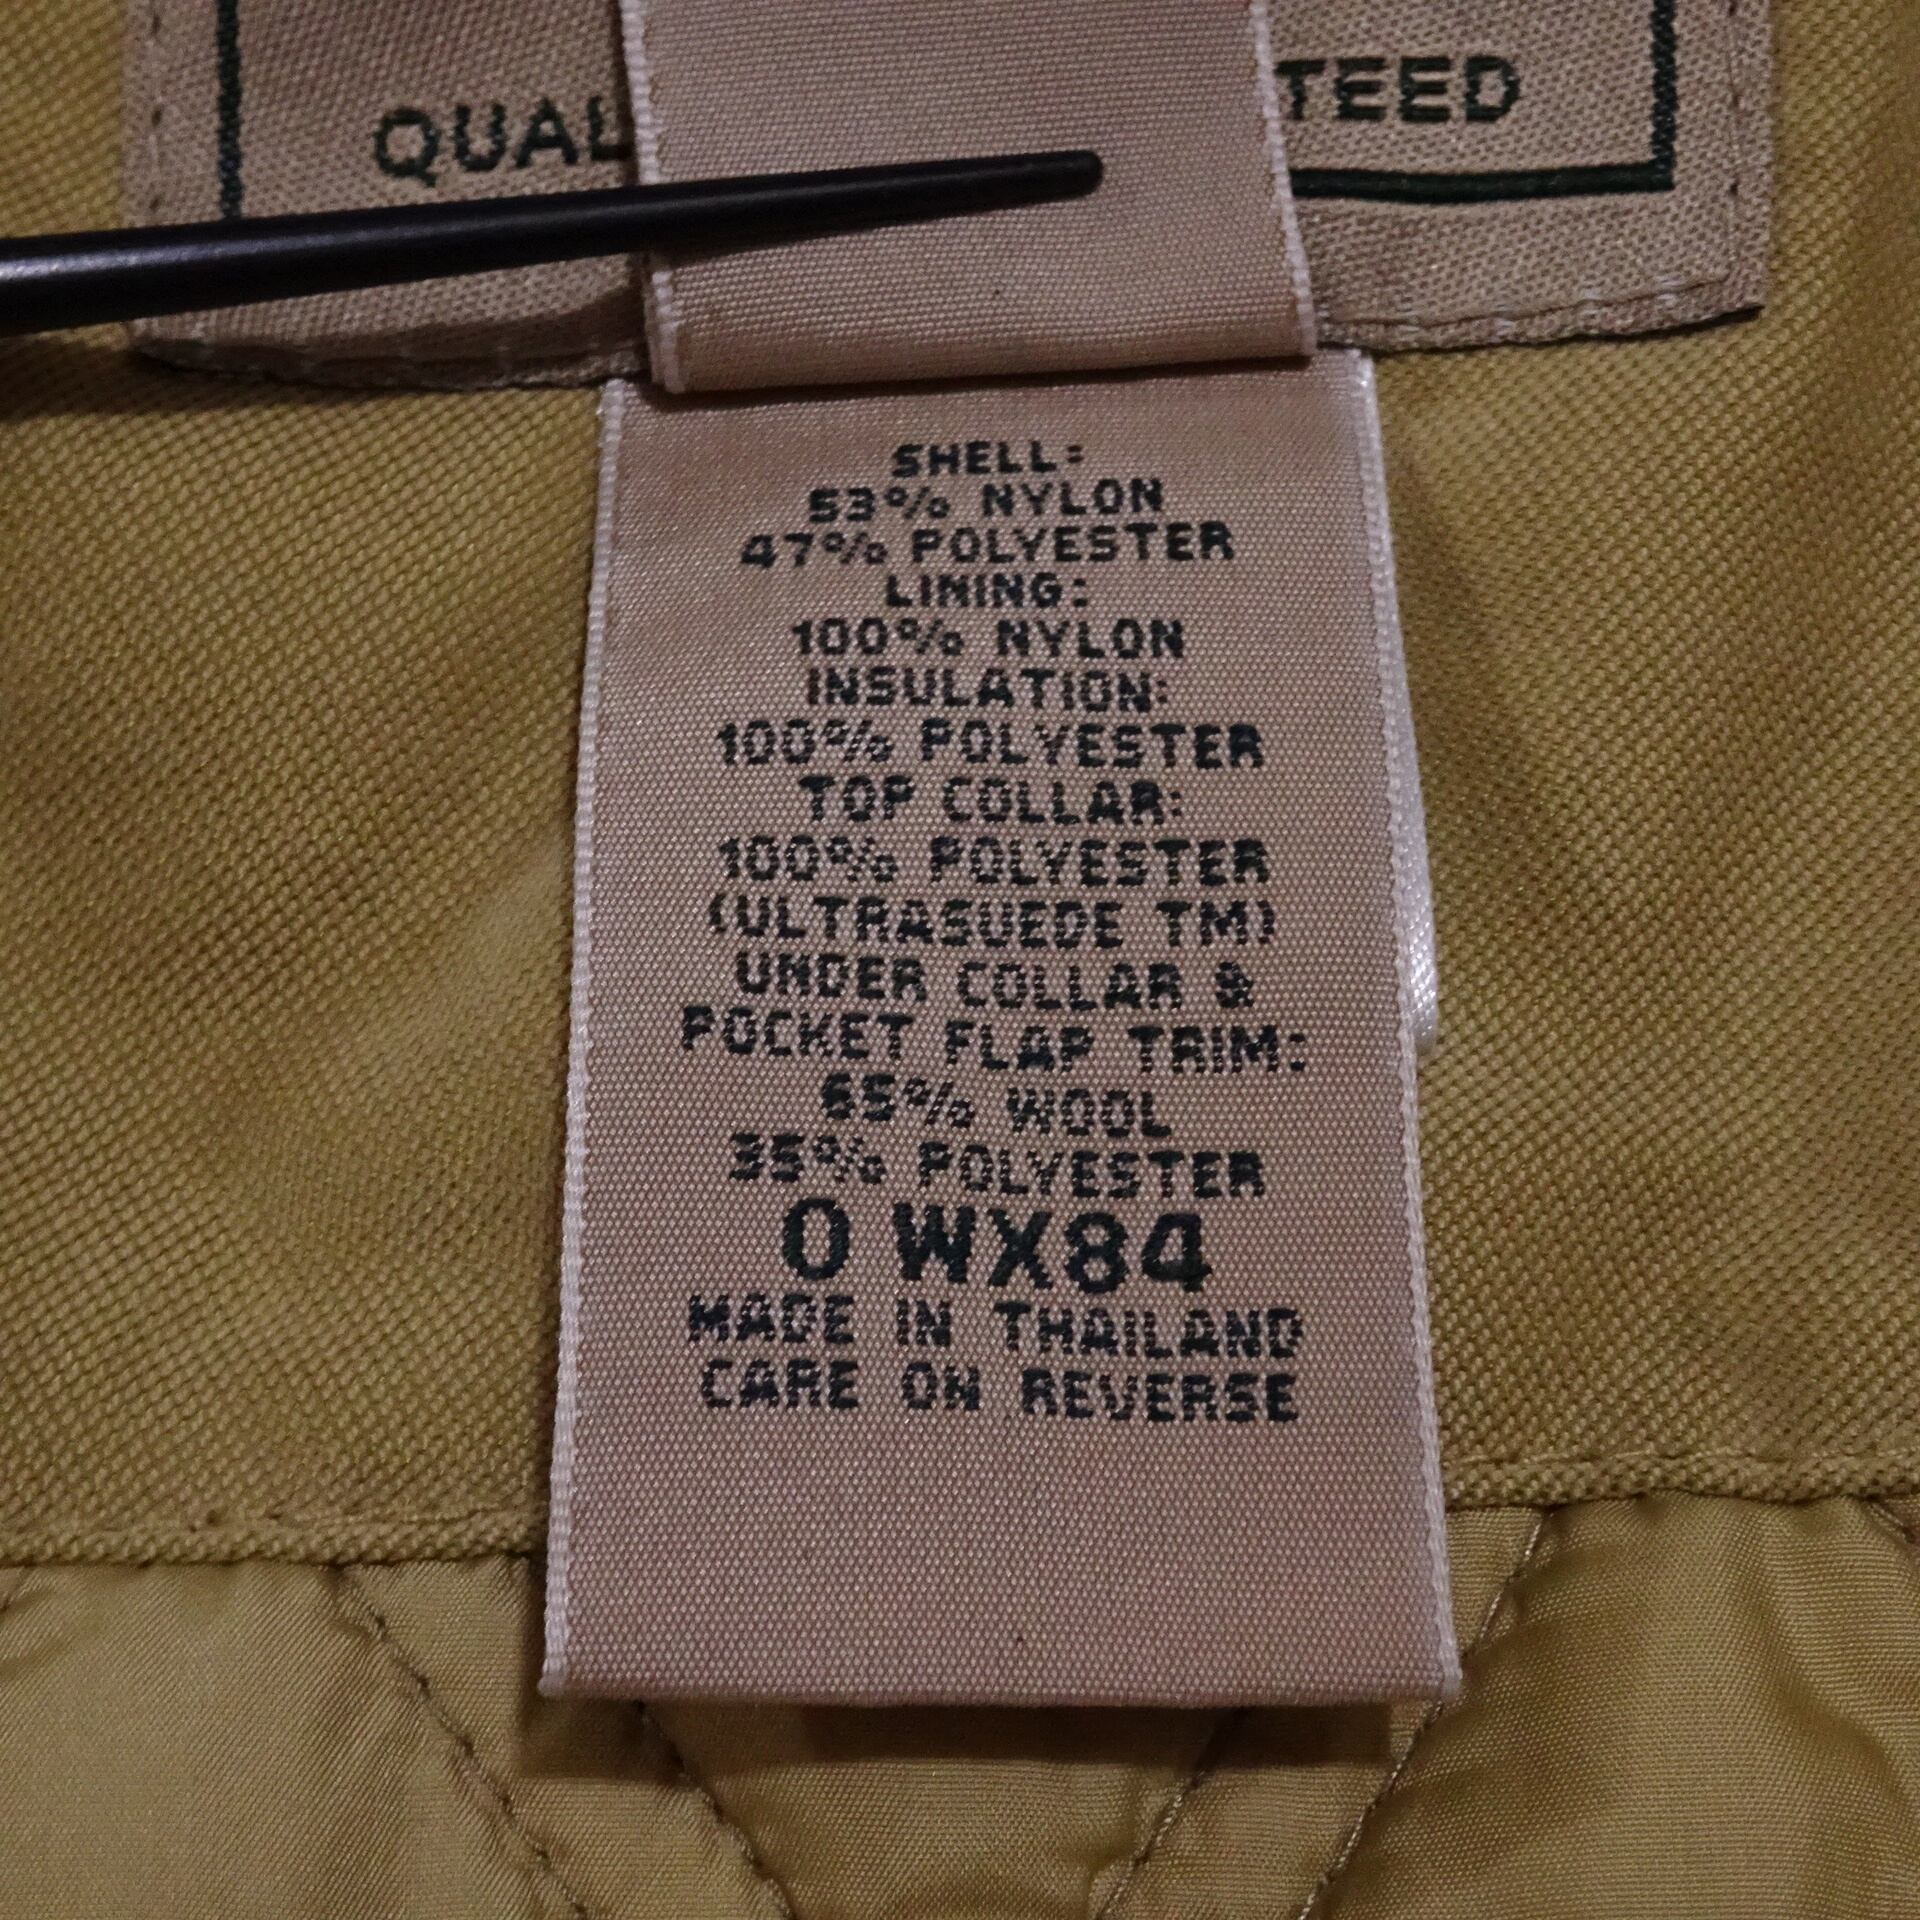 QUAL TEED
SHELL:
53% NYLON
47% POLYESTER
LINING:
100% NYLON
INSULATION:
100% POLYESTER
TOP COLLAR:
100% POLYESTER
(ULTRASUEDE TM)
UNDER COLLAR &
POCKET FLAP TRIM:
65% WOOL
35% POLYESTER
0 WX84
MADE IN THAILAND
CARE ON REVERSE